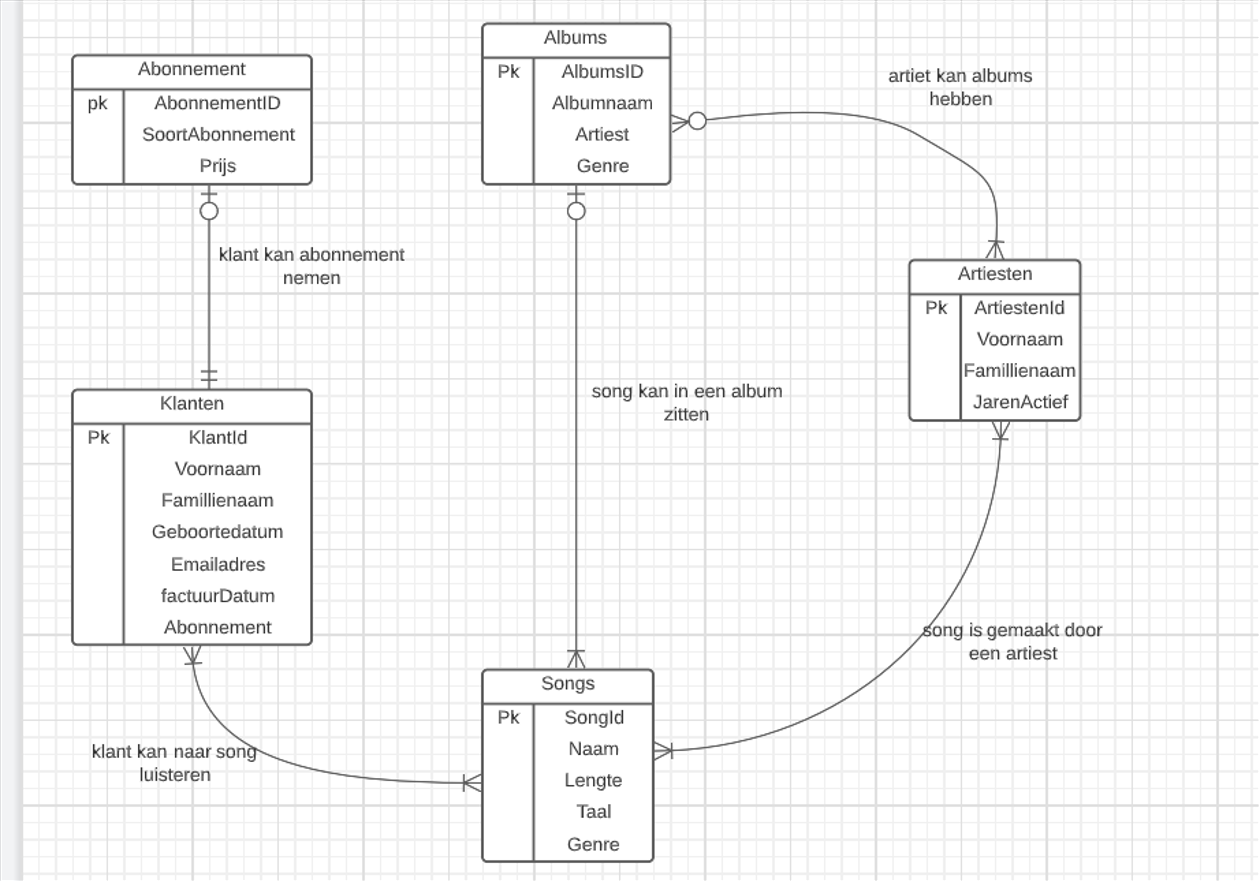 Abonnement
pk AbonnementID
SoortAbonnement
Prijs
klant kan abonnement
nemen
Klanten
Pk KlantId
Voornaam
Famillienaam
Geboortedatum
Emailadres
factuurDatum
Abonnement
klant kan naar song
luisteren
Albums
Pk AlbumsID
Albumnaam
Artiest
Genre
song kan in een album
zitten
Songs
Pk SongId
Naam
Lengte
Taal
Genre
artiet kan albums
hebben
Artiesten
Pk ArtiestenId
Voornaam
Famillienaam
JarenActief
song is gemaakt door
een artiest